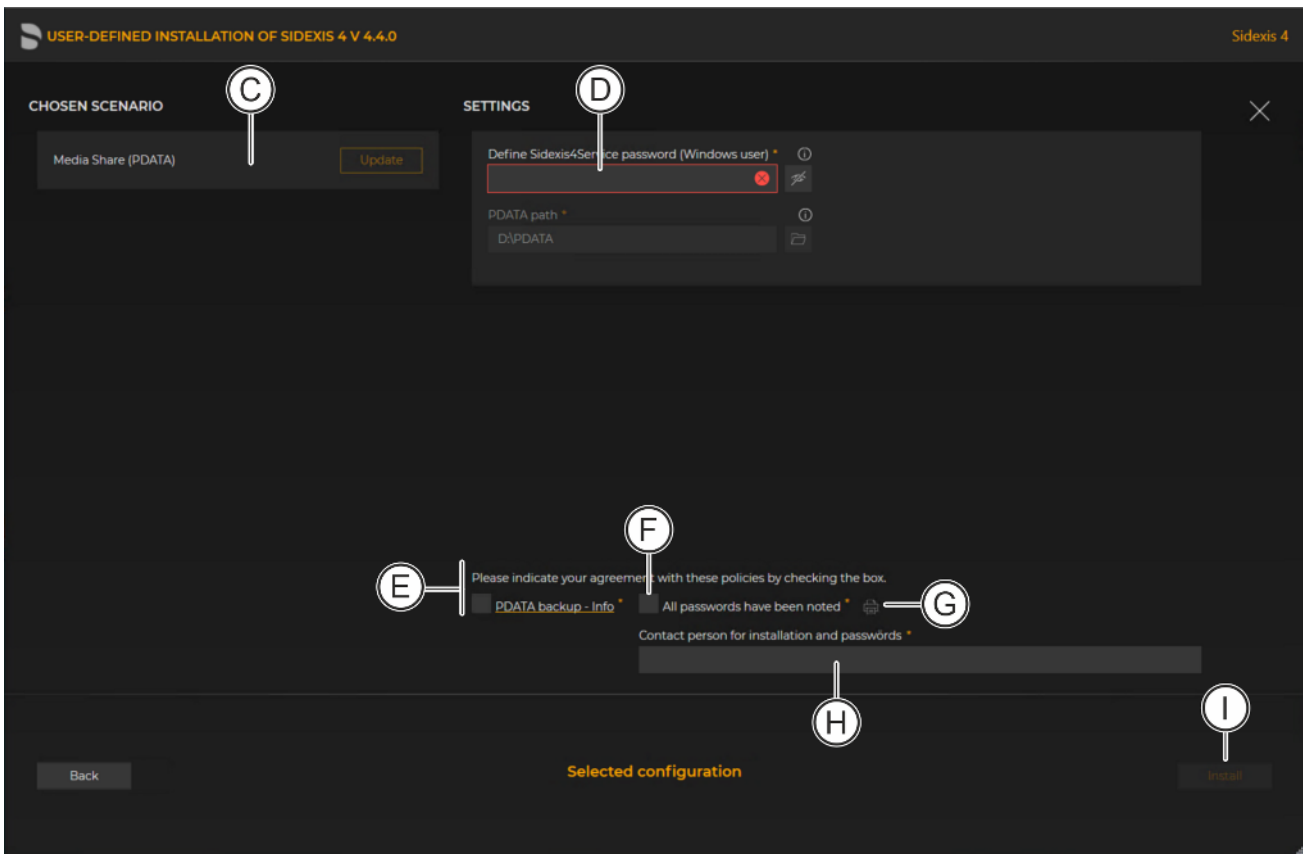 USER-DEFINED INSTALLATION OF SIDEXIS 4 V 4.4.0
Sidexis 4
C
D
CHOSEN SCENARIO
SETTINGS
Media Share (PDATA)
Update
Define Sidexis4Service password (Windows user) *
PDATA path *
D:\PDATA
F
E
Please indicate your agreement with these policies by checking the box.
PDATA backup - Info *
All passwords have been noted *
G
Contact person for installation and passwords *
H
I
Back
Selected configuration
Install